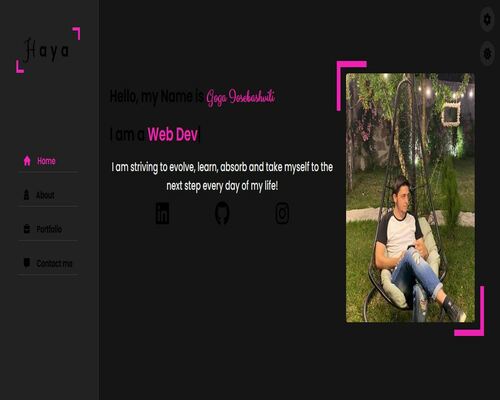 Haya
Home
About
Portfolio
Contact me
Hello, my Name is Goga Iosebashvili
I am a Web Dev
I am striving to evolve, learn, absorb and take myself to the
next step every day of my life!